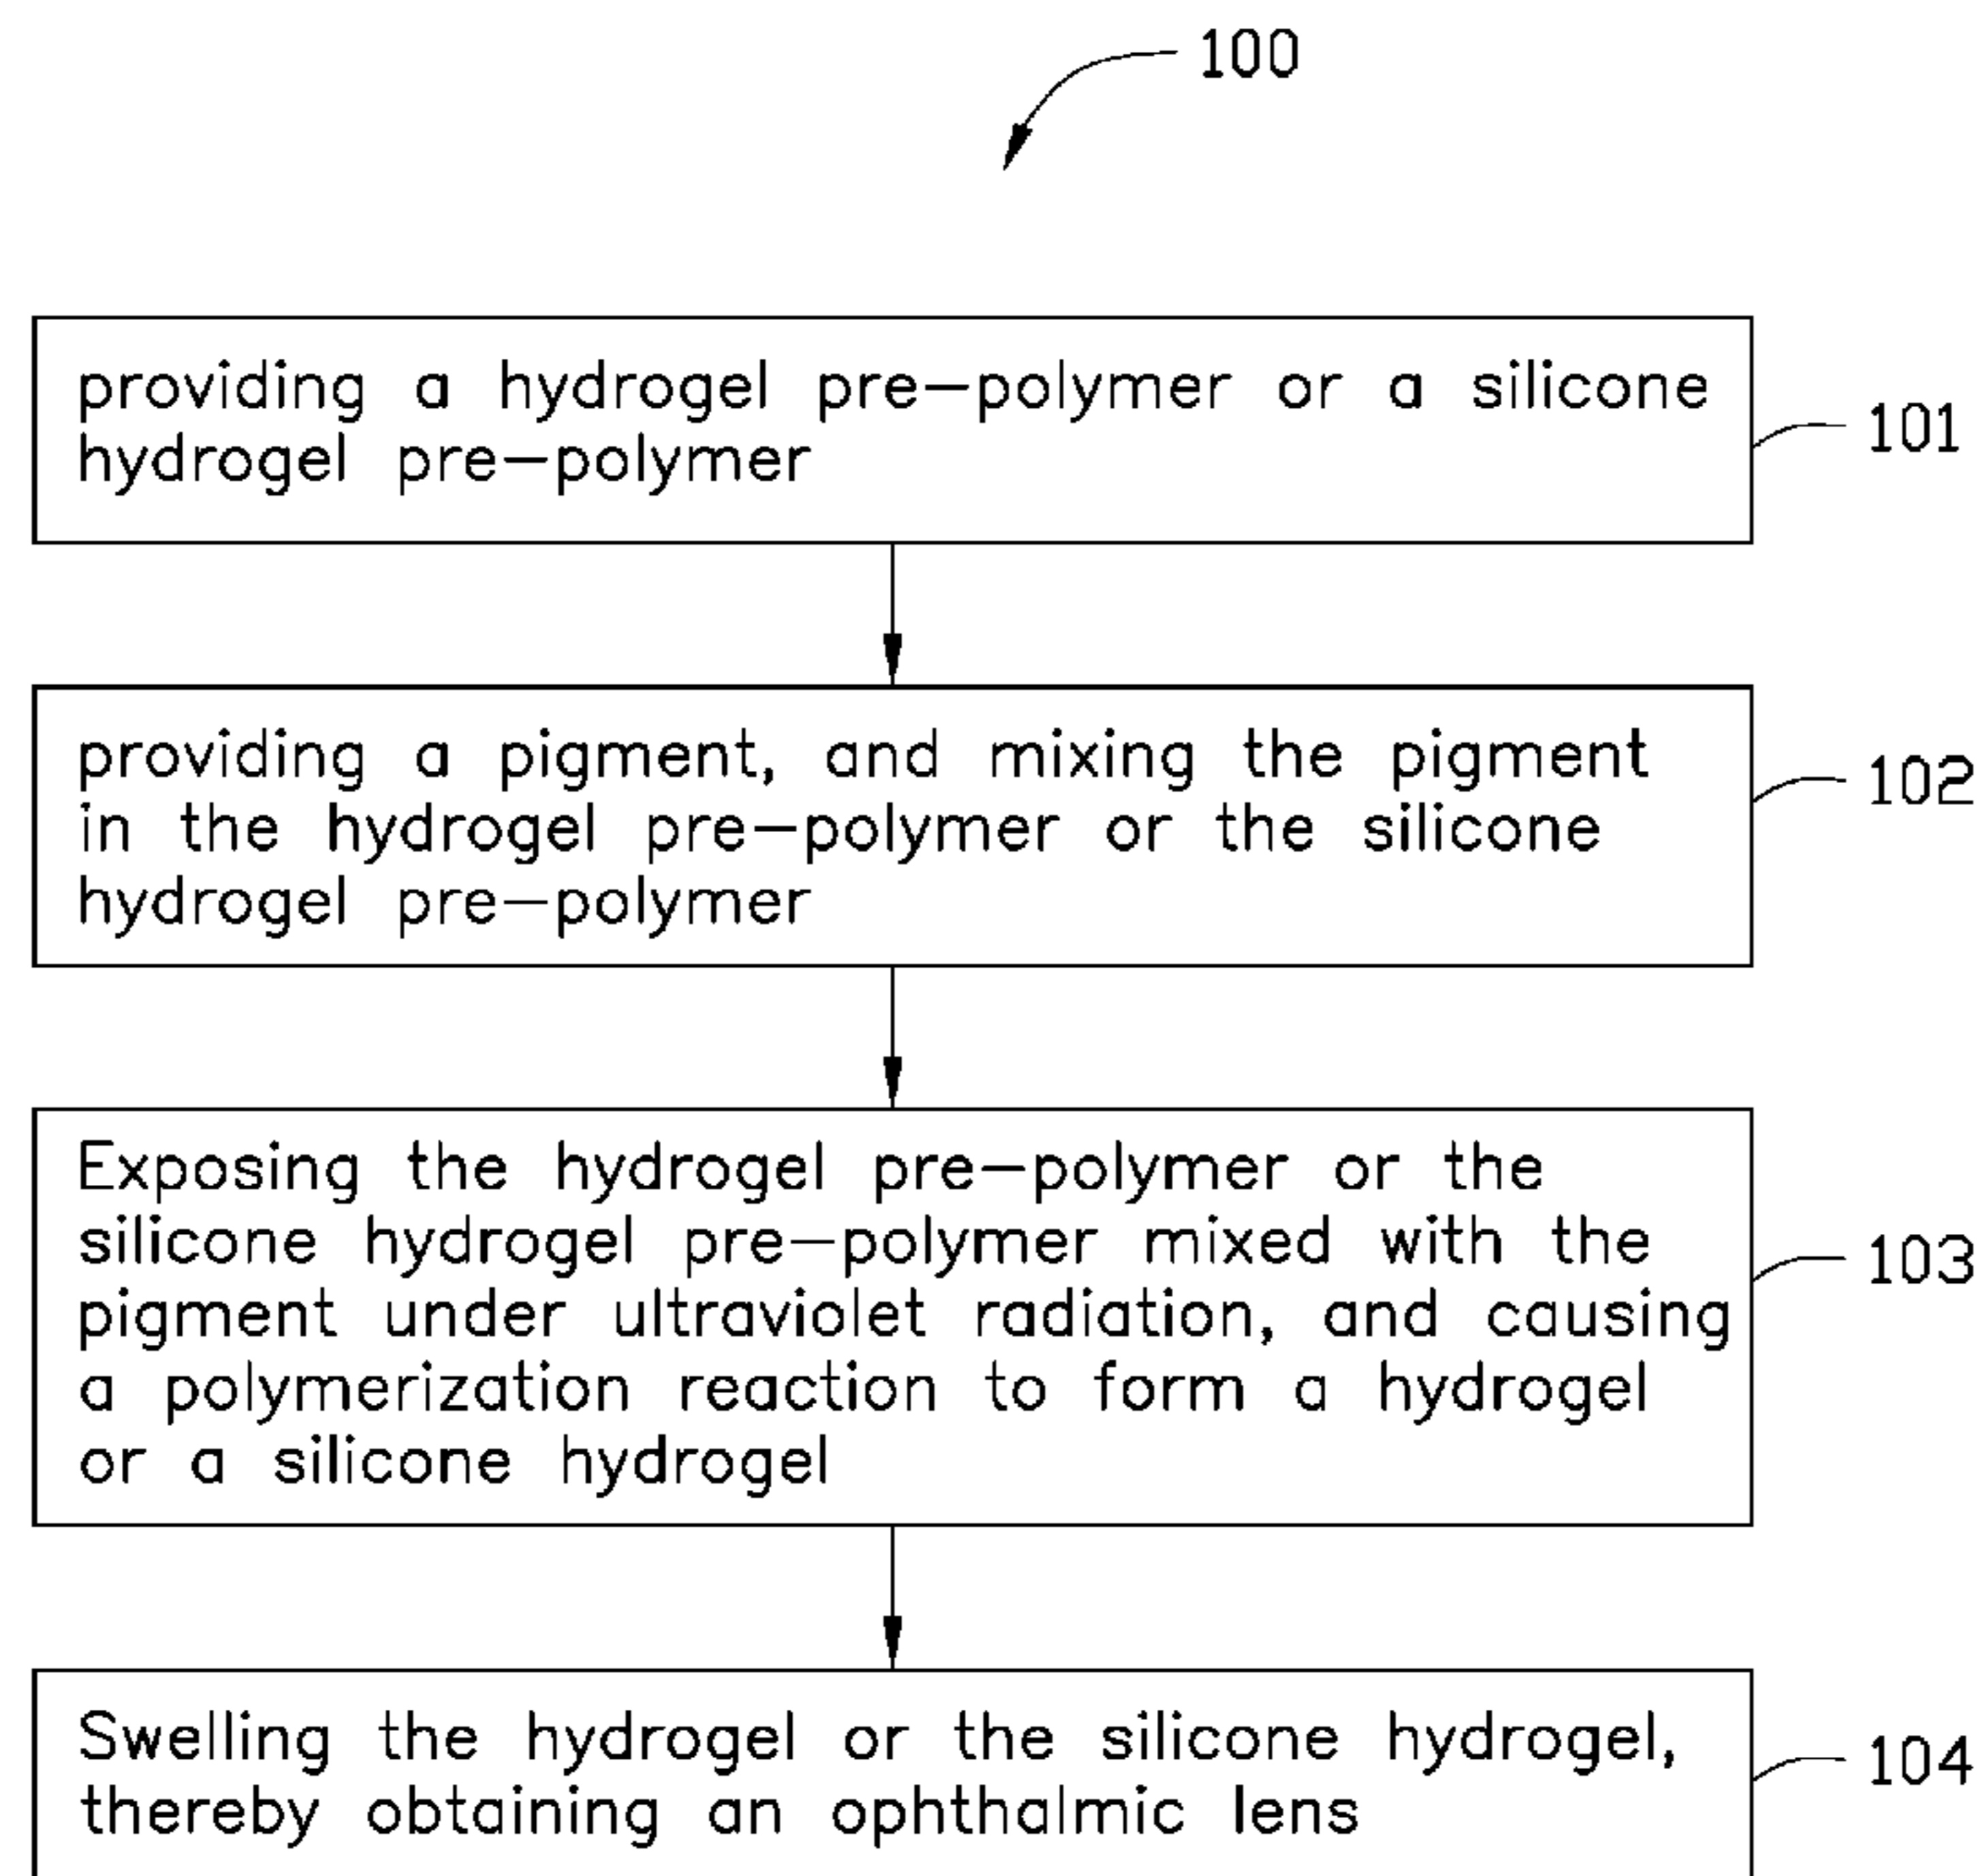 100
providing a hydrogel pre-polymer or a silicone
hydrogel pre-polymer
101
providing a pigment, and mixing the pigment
in the hydrogel pre-polymer or the silicone
hydrogel pre-polymer
102
Exposing the hydrogel pre-polymer or the
silicone hydrogel pre-polymer mixed with the
pigment under ultraviolet radiation, and causing
a polymerization reaction to form a hydrogel
or a silicone hydrogel
103
Swelling the hydrogel or the silicone hydrogel,
thereby obtaining an ophthalmic lens
104